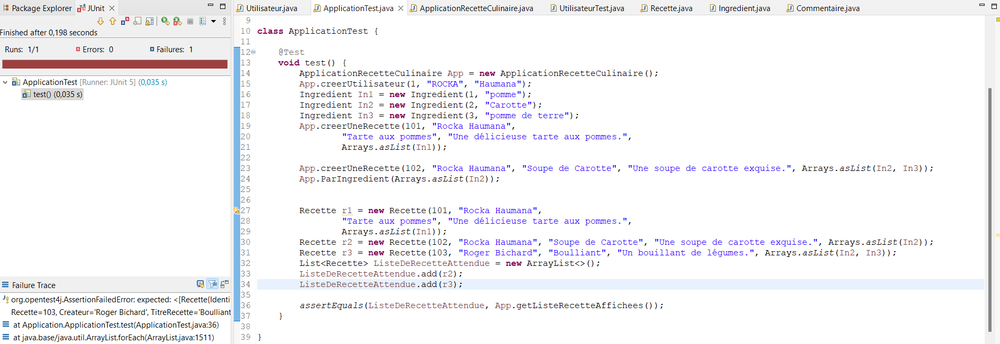 Package Explorer JUnit
Finished after 0,198 seconds
Runs: 1/1 Errors: 0 Failures: 1
ApplicationTest [Runner: JUnit 5] (0,035 s)
test() (0,035 s)
Failure Trace
org.opentest4j.AssertionFailedError: expected: <[Recette{Identi
Recette=103, Createur='Roger Bichard', TitreRecette='Boulliant
at Application.ApplicationTest.test(ApplicationTest.java:36)
at java.base/java.util.ArrayList.forEach(ArrayList.java:1511)
Utilisateur.java ApplicationTest.java ApplicationRecetteCulinaire.java UtilisateurTest.java Recette.java Ingredient.java Commentaire.java
9
10 class ApplicationTest {
11
12 @Test
13 void test() {
14 ApplicationRecetteCulinaire App = new ApplicationRecetteCulinaire();
15 App.creerUtilisateur(1, "ROCKA", "Haumana");
16 Ingredient In1 = new Ingredient(1, "pomme");
17 Ingredient In2 = new Ingredient(2, "Carotte");
18 Ingredient In3 = new Ingredient(3, "pomme de terre");
19 App.creerUneRecette(101, "Rocka Haumana",
20 "Tarte aux pommes", "Une délicieuse tarte aux pommes.",
21 Arrays.asList(In1));
22
23 App.creerUneRecette(102, "Rocka Haumana", "Soupe de Carotte", "Une soupe de carotte exquise.", Arrays.asList(In2, In3));
24 App.ParIngredient(Arrays.asList(In2));
25
26
27 Recette r1 = new Recette(101, "Rocka Haumana",
28 "Tarte aux pommes", "Une délicieuse tarte aux pommes.",
29 Arrays.asList(In1));
30 Recette r2 = new Recette(102, "Rocka Haumana", "Soupe de Carotte", "Une soupe de carotte exquise.", Arrays.asList(In2));
31 Recette r3 = new Recette(103, "Roger Bichard", "Boulliant", "Un bouillant de légumes.", Arrays.asList(In2, In3));
32 List<Recette> ListeDeRecetteAttendue = new ArrayList<>();
33 ListeDeRecetteAttendue.add(r2);
34 ListeDeRecetteAttendue.add(r3);
35
36 assertEquals(ListeDeRecetteAttendue, App.getListeRecetteAffichees());
37 }
38
39 }